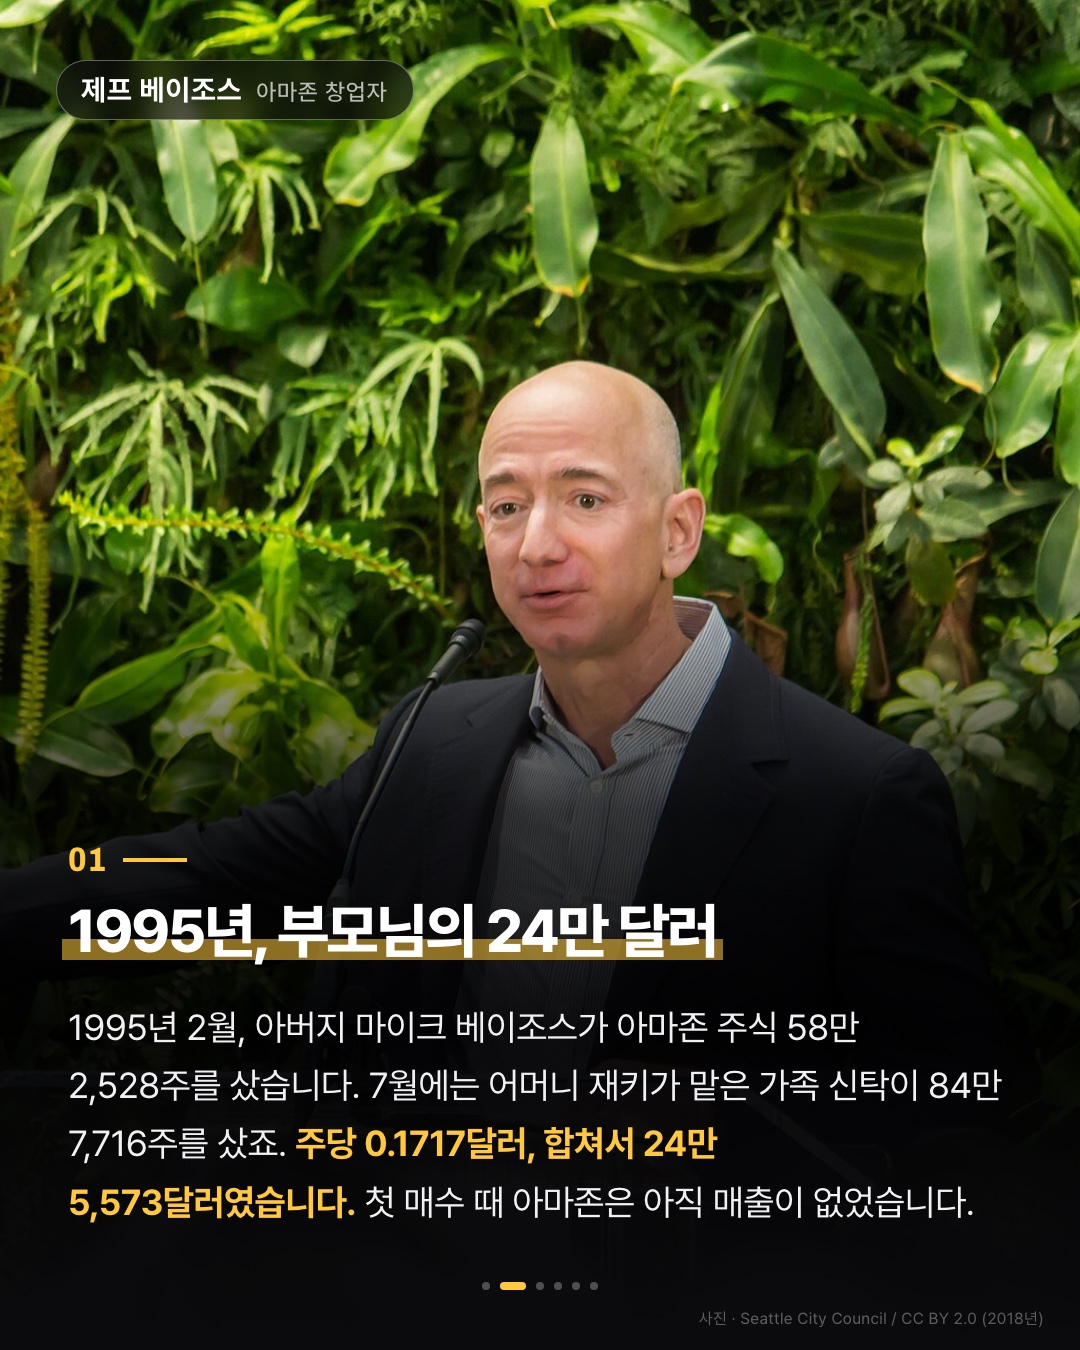 제프 베이조스 아마존 창업자
01
1995년, 부모님의 24만 달러
1995년 2월, 아버지 마이크 베이조스가 아마존 주식 58만
2,528주를 샀습니다. 7월에는 어머니 재키가 맡은 가족 신탁이 84만
7,716주를 샀죠. 주당 0.1717달러, 합쳐서 24만
5,573달러였습니다. 첫 매수 때 아마존은 아직 매출이 없었습니다.
사진 · Seattle City Council / CC BY 2.0 (2018년)